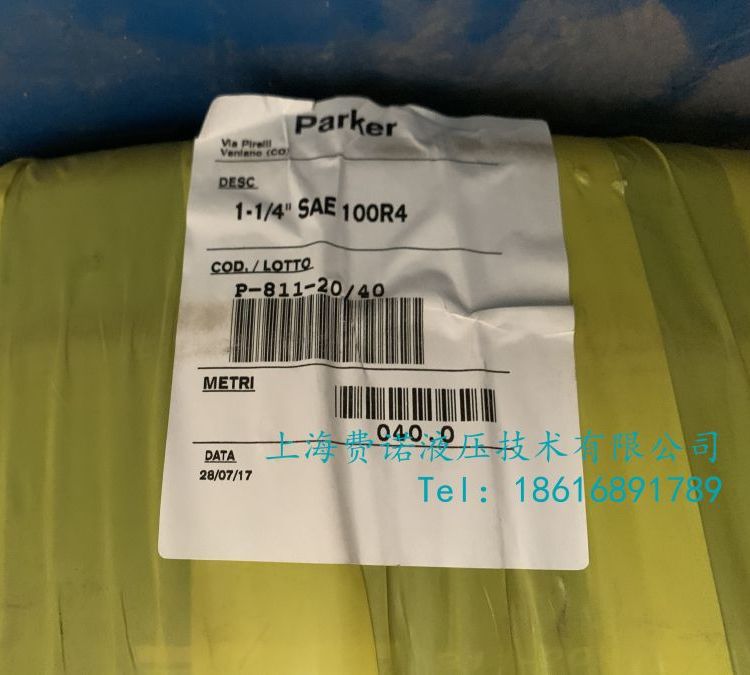 Parker
Via Pirelli
Veniano (CO)
DESC
1-1/4" SAE 100R4
COD./LOTTO
P-811-20/40
METRI
040.0
上海费诺液压技术有限公司
DATA
Tel: 18616891789
28/07/17